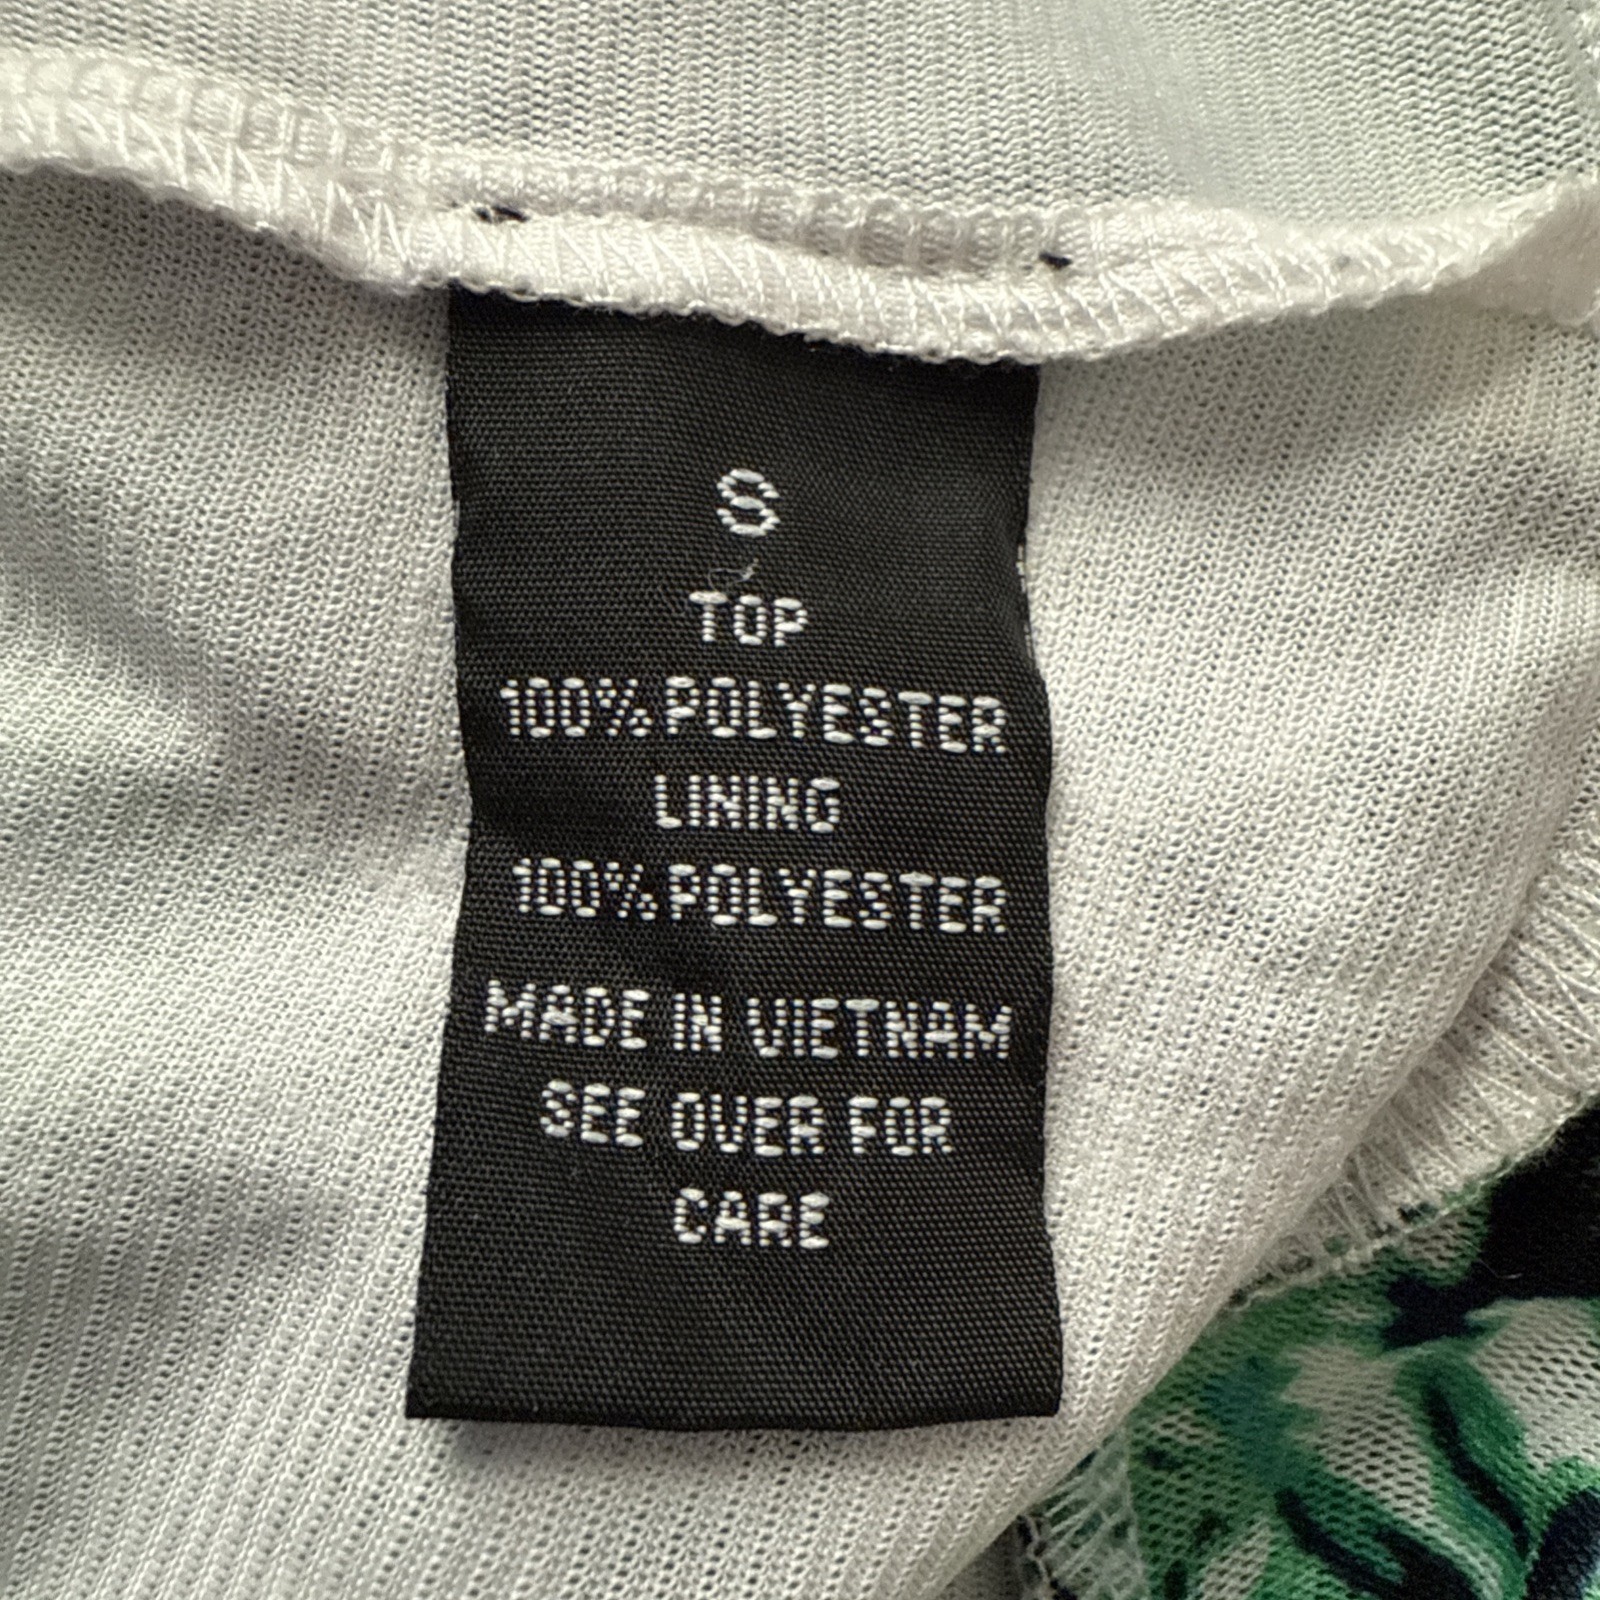 S
TOP
100% POLYESTER
LINING
100% POLYESTER
MADE IN VIETNAM
SEE OVER FOR
CARE